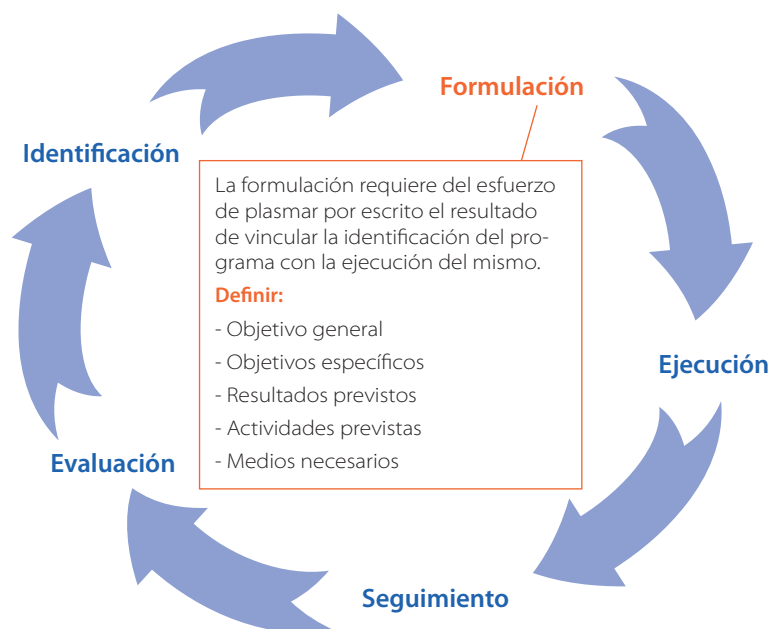 Formulación
Identificación
La formulación requiere del esfuerzo
de plasmar por escrito el resultado
de vincular la identificación del pro-
grama con la ejecución del mismo.
Definir:
- Objetivo general
- Objetivos específicos
- Resultados previstos
- Actividades previstas
- Medios necesarios
Ejecución
Evaluación
Seguimiento